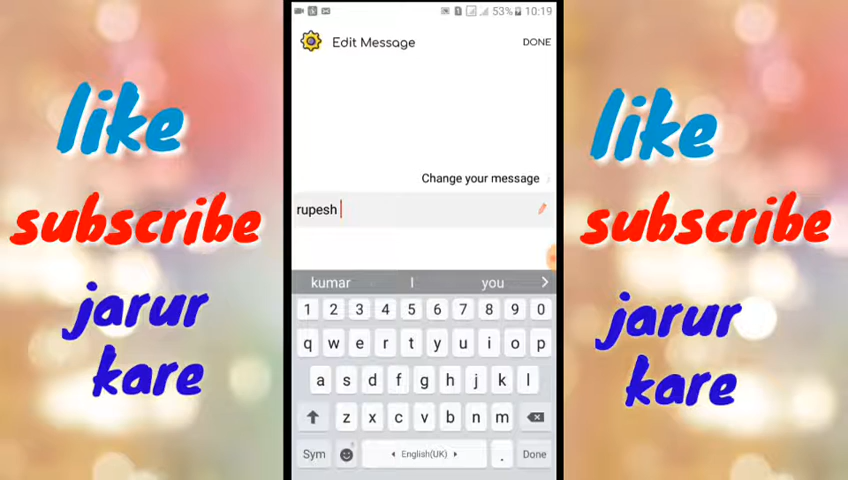 like
subscribe
jarur
kare
53% 10:19
Edit Message DONE
Change your message
rupesh
kumar I you
1 2 3 4 5 6 7 8 9 0
q w e r t y u i o p
a s d f g h j k l
z x c v b n m
Sym English(UK) . Done
like
subscribe
jarur
kare